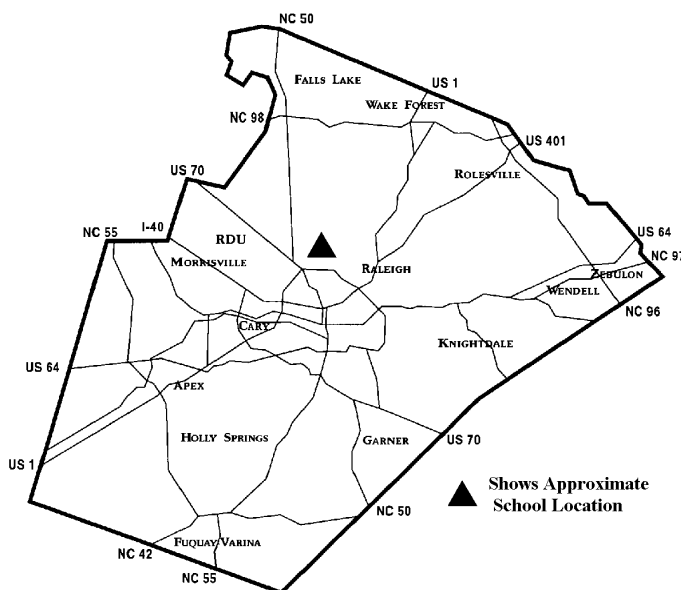 NC 50
FALLS LAKE
US 1
WAKE FOREST
NC 98
US 401
US 70
ROLESVILLE
I-40
NC 55
RDU
US 64
MORRISVILLE
RALEIGH
NC 97
ZEBULON
WENDELL
NC 96
CARY
KNIGHTDALE
US 64
APEX
HOLLY SPRINGS
GARNER
US 70
US 1
Shows Approximate
School Location
NC 50
FUQUAY-VARINA
NC 42
NC 55